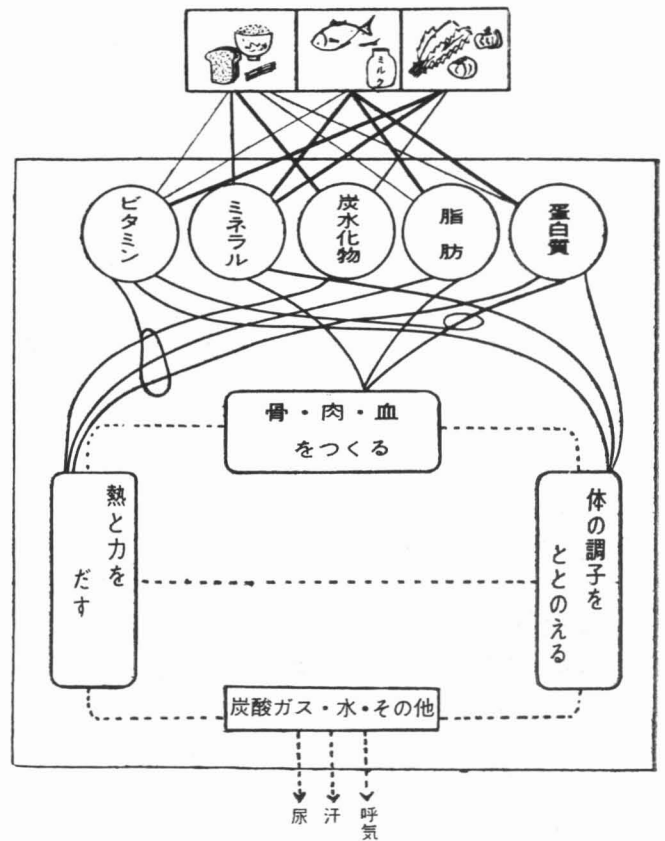 ミルク
ビタミン
ミネラル
炭水化物
脂肪
蛋白質
骨・肉・血
をつくる
熱と力を
だす
体の調子を
ととのえる
炭酸ガス・水・その他
尿
汗
呼気